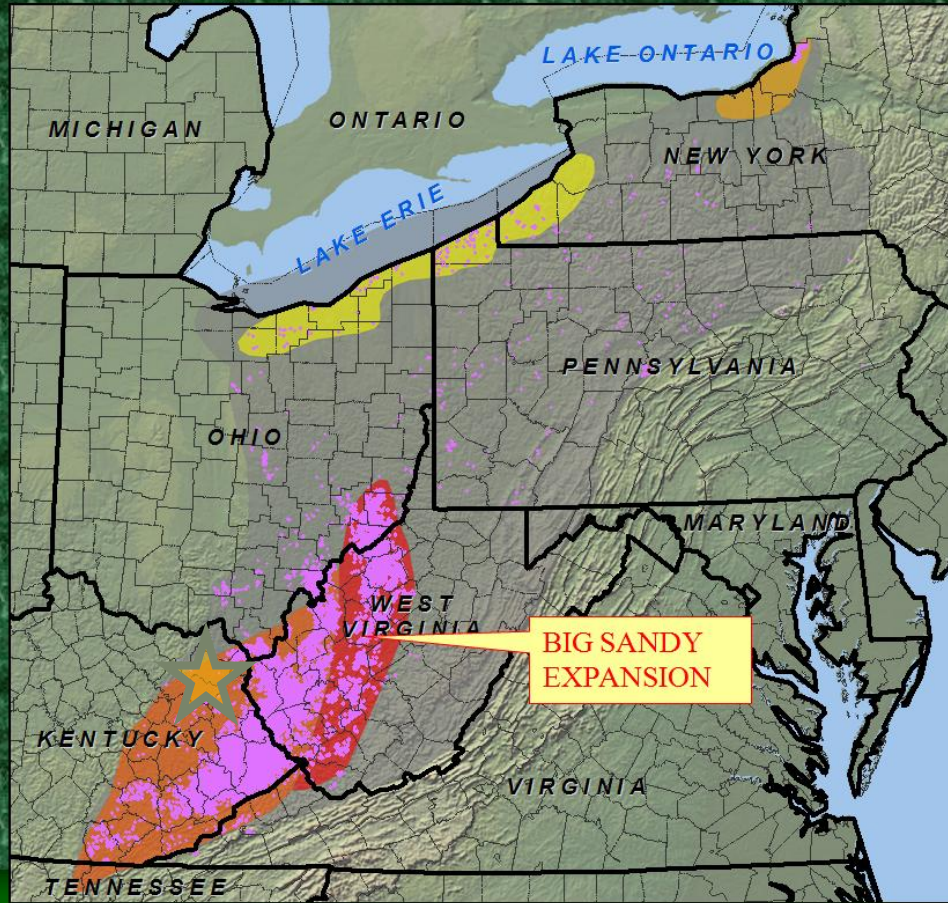 LAKE ONTARIO
MICHIGAN
ONTARIO
NEW YORK
LAKE ERIE
PENNSYLVANIA
OHIO
MARYLAND
WEST
VIRGINIA
BIG SANDY
EXPANSION
KENTUCKY
VIRGINIA
TENNESSEE